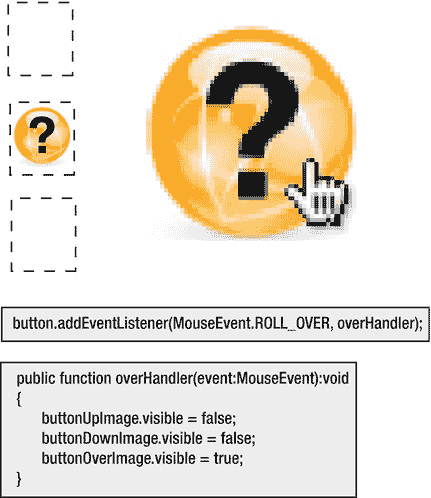 ?
?
button.addEventListener(MouseEvent.ROLL_OVER, overHandler);
public function overHandler(event:MouseEvent):void
{
buttonUpImage.visible = false;
buttonDownImage.visible = false;
buttonOverImage.visible = true;
}